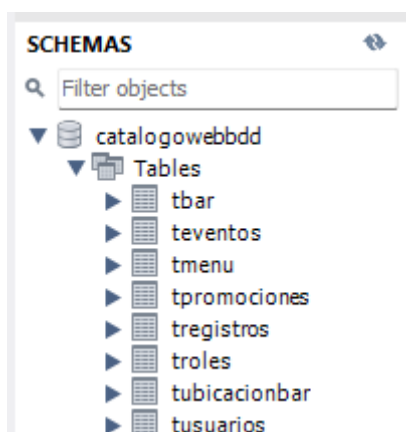 SCHEMAS
Filter objects
catalogowebbdd
Tables
tbar
teventos
tmenu
tpromociones
tregistros
troles
tubicacionbar
tusuarios